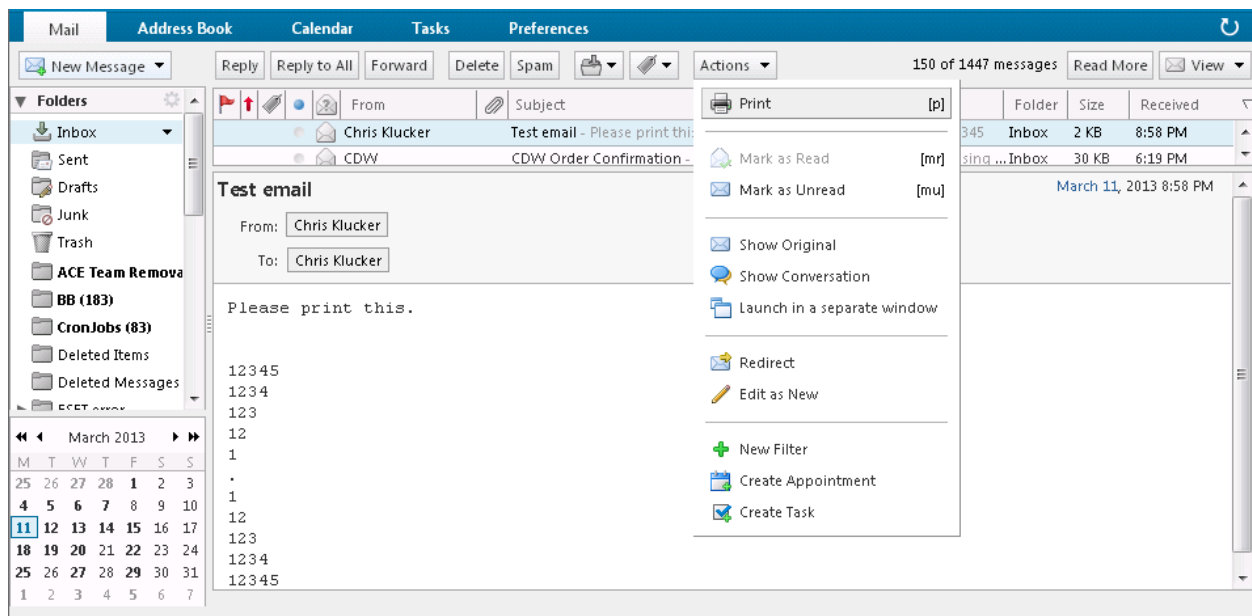 Mail Address Book Calendar Tasks Preferences
New Message Reply Reply to All Forward Delete Spam Actions 150 of 1447 messages Read More View
Folders
Inbox
Sent
Drafts
Junk
Trash
ACE Team Remova
BB (183)
CronJobs (83)
Deleted Items
Deleted Messages
March 2013
M T W T F S S
25 26 27 28 1 2 3
4 5 6 7 8 9 10
11 12 13 14 15 16 17
18 19 20 21 22 23 24
25 26 27 28 29 30 31
1 2 3 4 5 6 7
From Subject Folder Size Received
Chris Klucker Test email - Please print thi 345 Inbox 2 KB 8:58 PM
CDW CDW Order Confirmation - sing ... Inbox 30 KB 6:19 PM
Test email March 11, 2013 8:58 PM
From: Chris Klucker
To: Chris Klucker
Please print this.
12345
1234
123
12
1
.
1
12
123
1234
12345
Print [p]
Mark as Read [mr]
Mark as Unread [mu]
Show Original
Show Conversation
Launch in a separate window
Redirect
Edit as New
New Filter
Create Appointment
Create Task